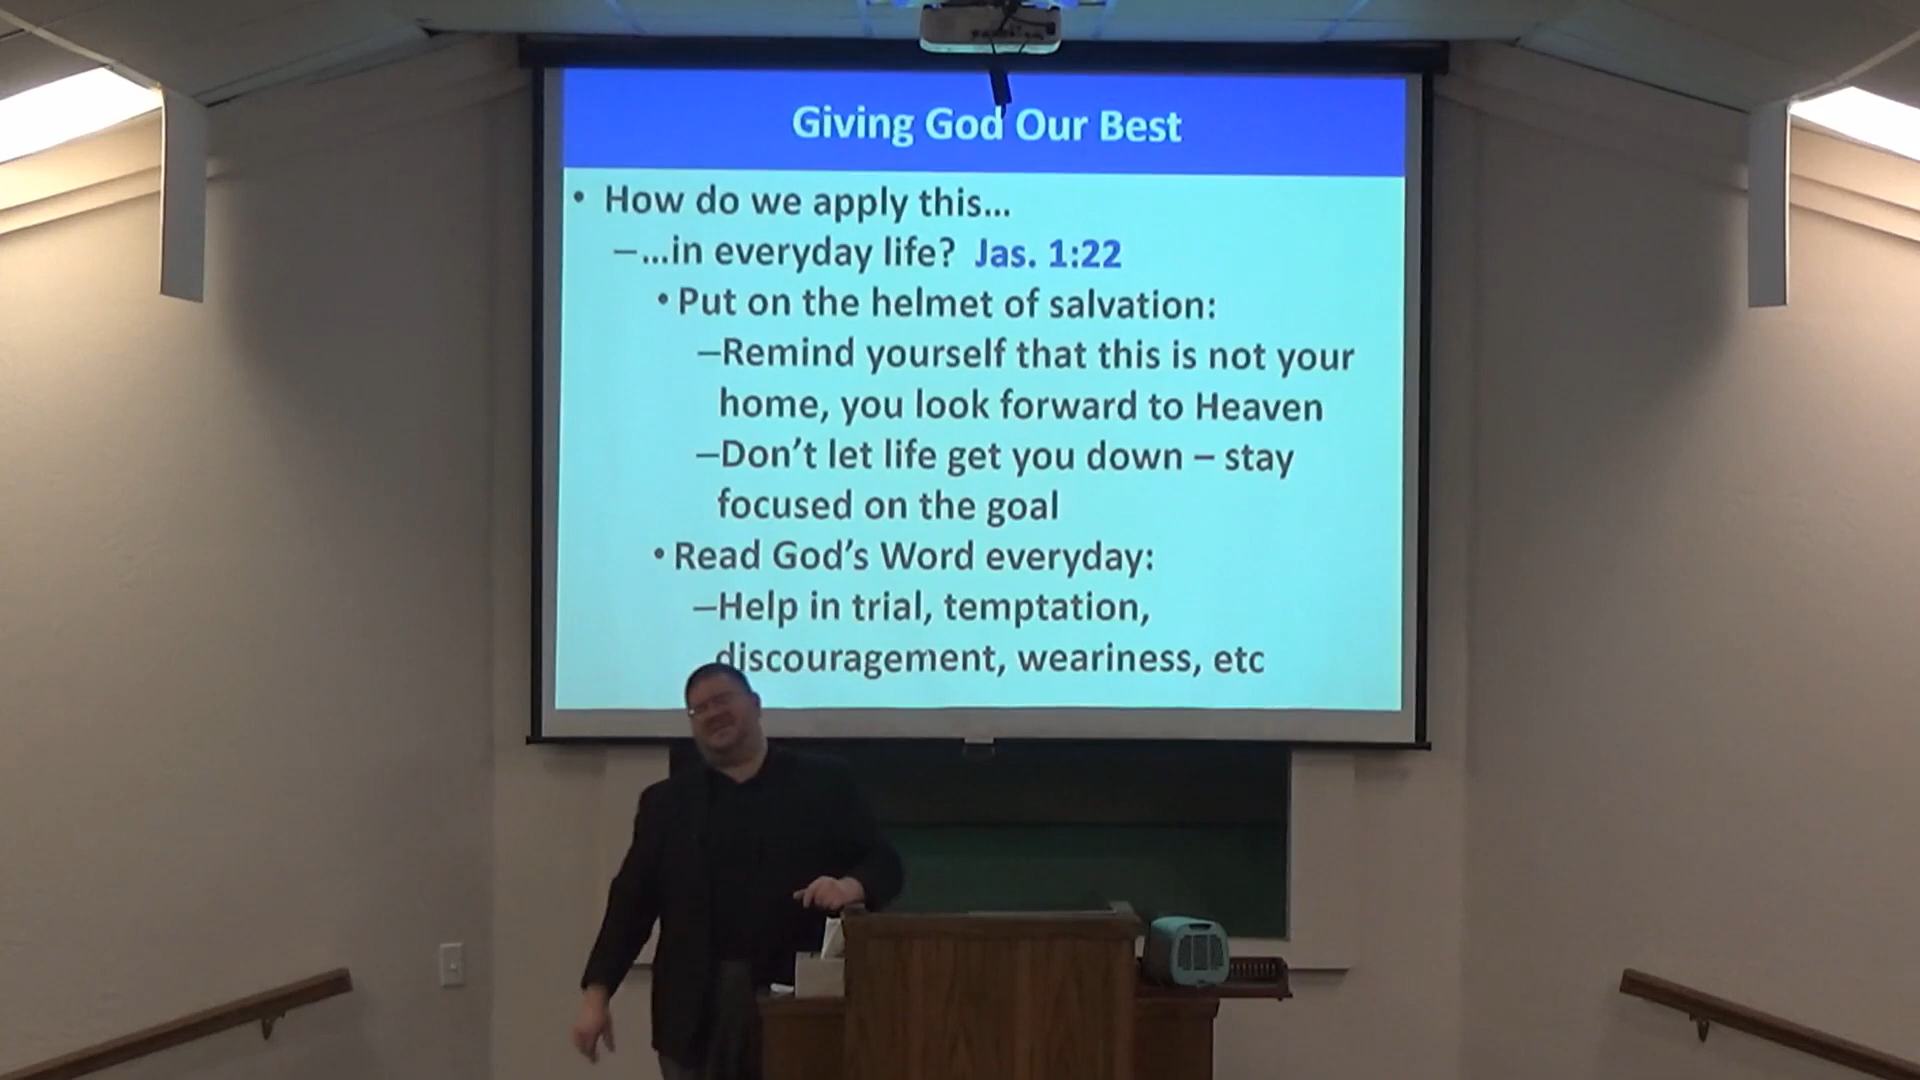 Giving God Our Best
• How do we apply this...
–...in everyday life? Jas. 1:22
• Put on the helmet of salvation:
–Remind yourself that this is not your
home, you look forward to Heaven
–Don't let life get you down – stay
focused on the goal
• Read God's Word everyday:
–Help in trial, temptation,
discouragement, weariness, etc